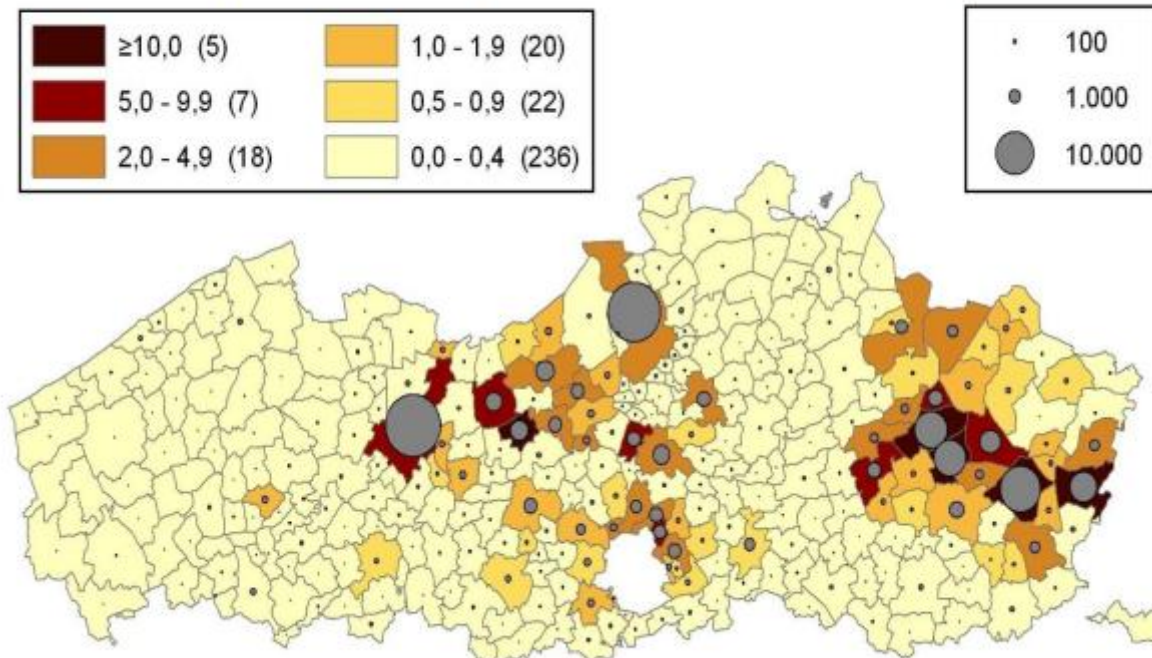 ≥10,0 (5)
5,0 - 9,9 (7)
2,0 - 4,9 (18)
1,0 - 1,9 (20)
0,5 - 0,9 (22)
0,0 - 0,4 (236)
100
1.000
10.000